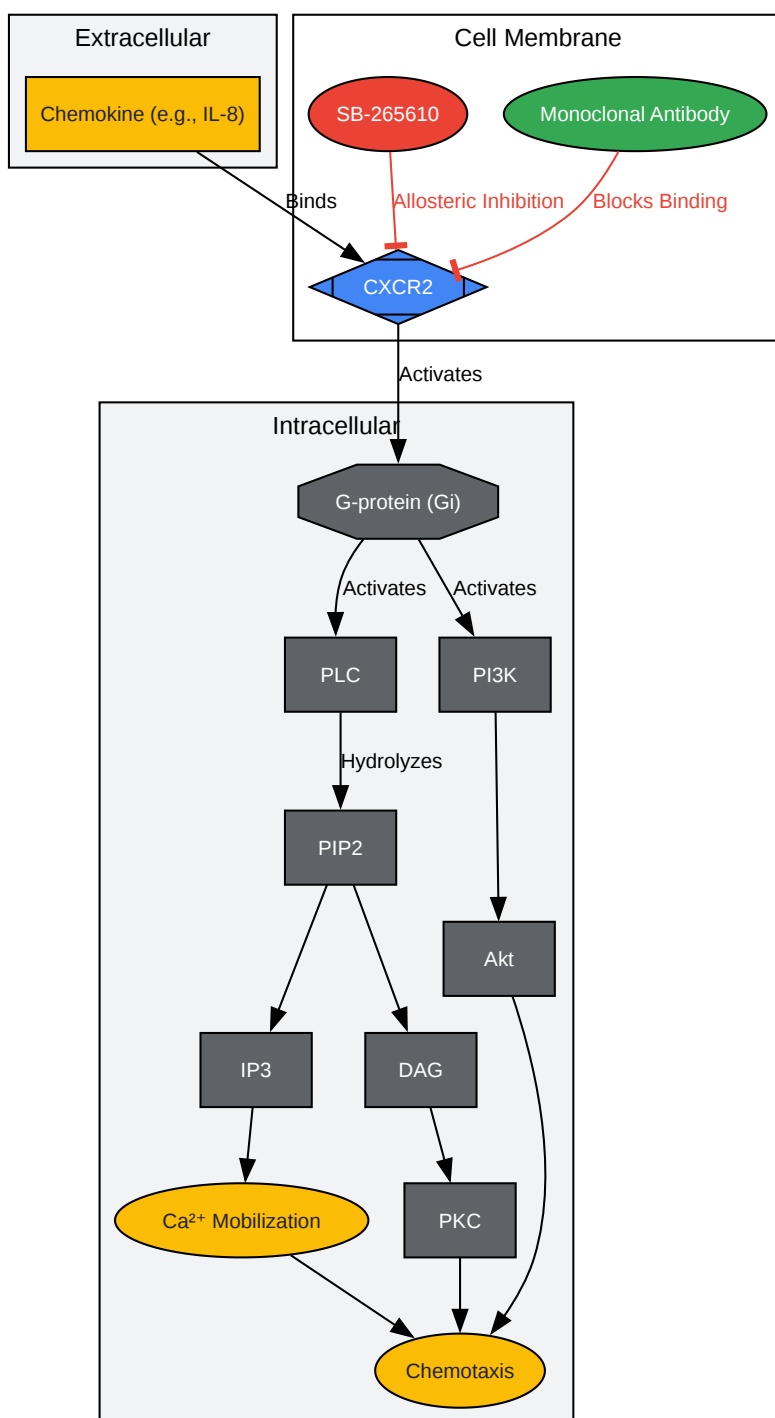 Extracellular
Cell Membrane
Chemokine (e.g., IL-8)
SB-265610
Monoclonal Antibody
Binds
Allosteric Inhibition
Blocks Binding
CXCR2
Activates
Intracellular
G-protein (Gi)
Activates
Activates
PLC
PI3K
Hydrolyzes
PIP2
Akt
IP3
DAG
Ca²⁺ Mobilization
PKC
Chemotaxis